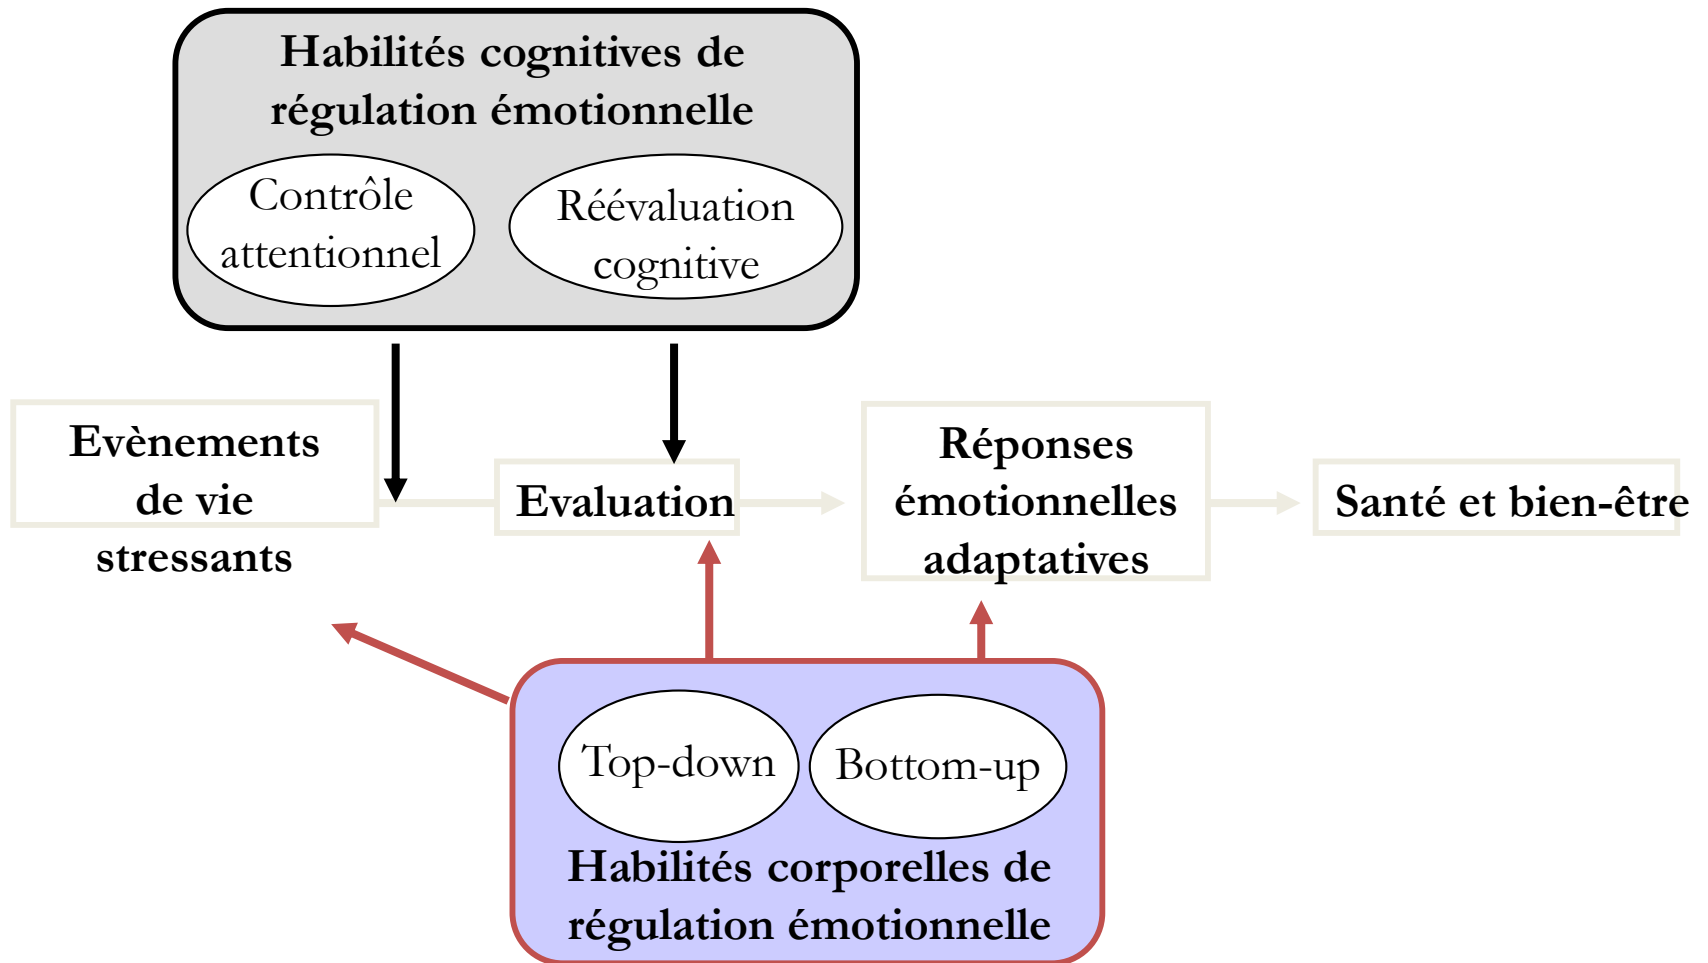 Habilités cognitives de
régulation émotionnelle
Contrôle
attentionnel
Réévaluation
cognitive
Evènements
de vie
stressants
Evaluation
Réponses
émotionnelles
adaptatives
Santé et bien-être
Top-down
Bottom-up
Habilités corporelles de
régulation émotionnelle